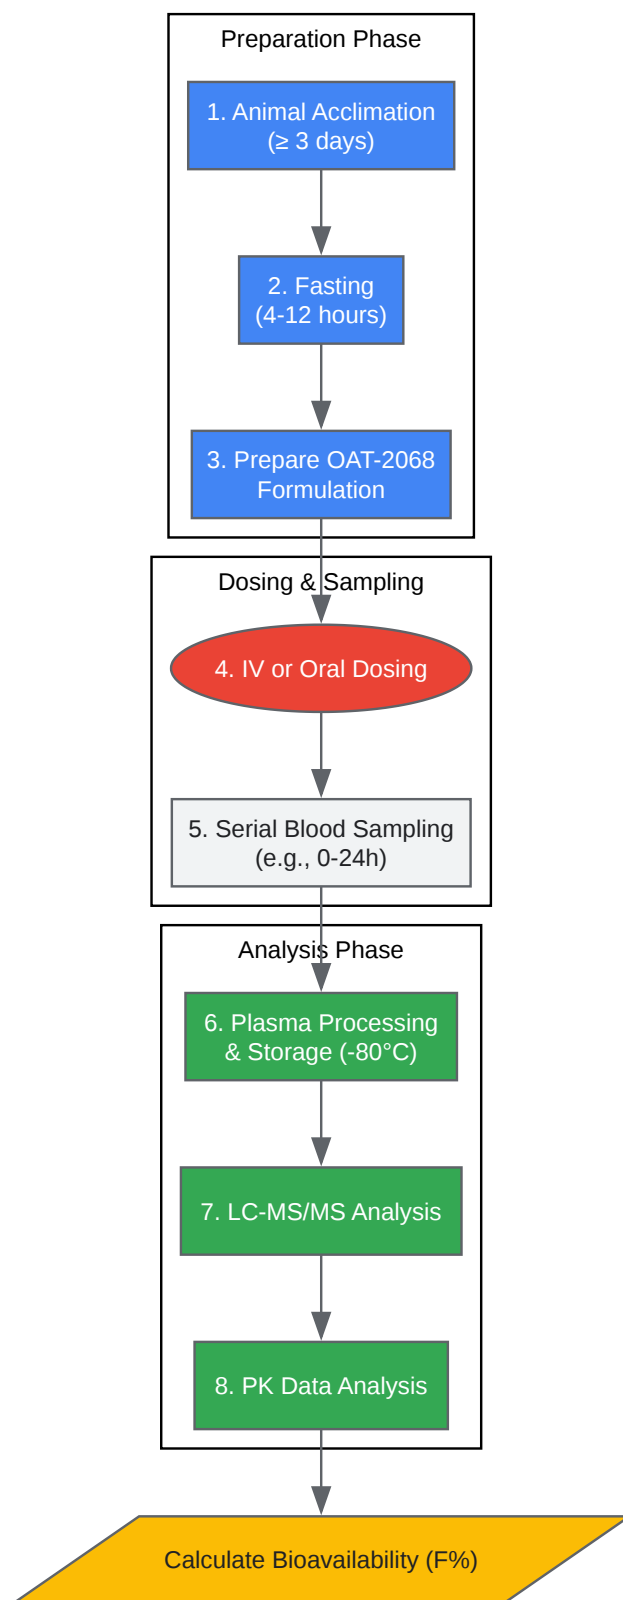 Preparation Phase
1. Animal Acclimation
(≥ 3 days)
2. Fasting
(4-12 hours)
3. Prepare OAT-2068
Formulation
Dosing & Sampling
4. IV or Oral Dosing
5. Serial Blood Sampling
(e.g., 0-24h)
Analysis Phase
6. Plasma Processing
& Storage (-80°C)
7. LC-MS/MS Analysis
8. PK Data Analysis
Calculate Bioavailability (F%)